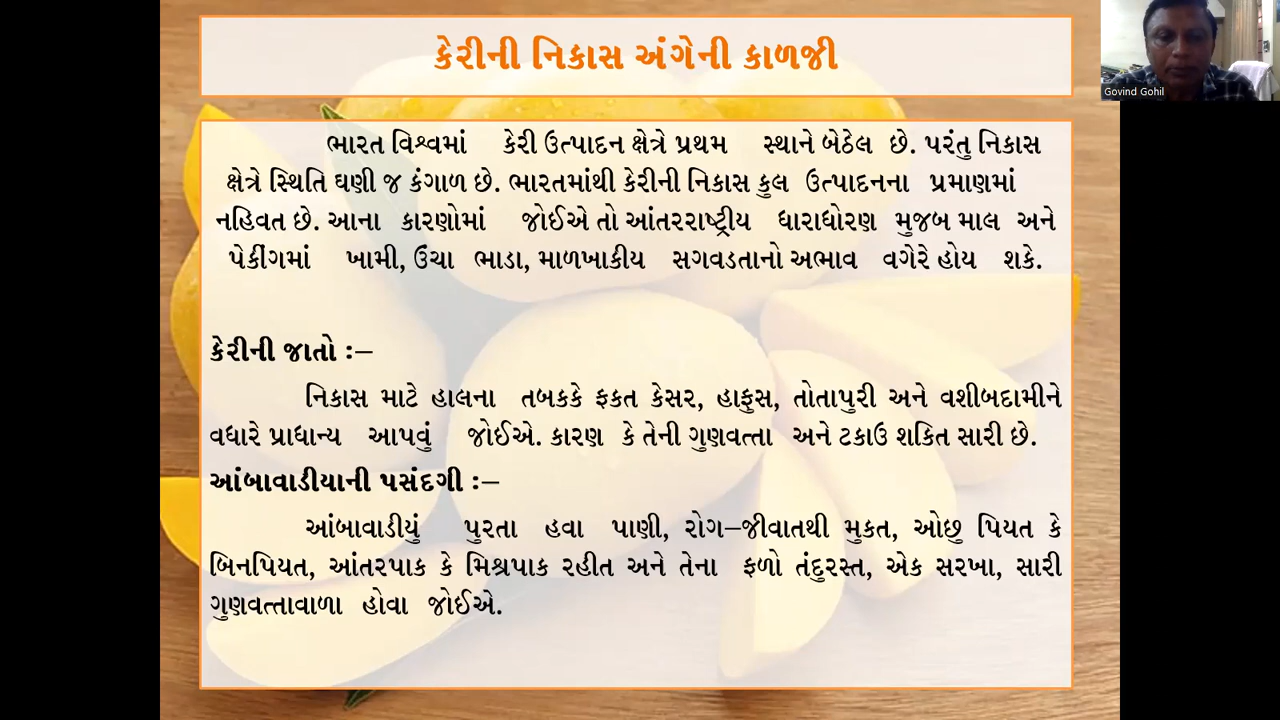 કેરીની નિકાસ અંગેની કાળજી
Govind Gohil
ભારત વિશ્વમાં કેરી ઉત્પાદન ક્ષેત્રે પ્રથમ સ્થાને બેઠેલ છે. પરંતુ નિકાસ
ક્ષેત્રે સ્થિતિ ઘણી જ કંગાળ છે. ભારતમાંથી કેરીની નિકાસ કુલ ઉત્પાદનના પ્રમાણમાં
નહિવત છે. આના કારણોમાં જોઈએ તો આંતરરાષ્ટ્રીય ધારાધોરણ મુજબ માલ અને
પેકીંગમાં ખામી, ઉંચા ભાડા, માળખાકીય સગવડતાનો અભાવ વગેરે હોય શકે.
કેરીની જાતો :–
નિકાસ માટે હાલના તબકકે ફકત કેસર, હાફુસ, તોતાપુરી અને વશીબદામીને
વધારે પ્રાધાન્ય આપવું જોઈએ. કારણ કે તેની ગુણવત્તા અને ટકાઉ શકિત સારી છે.
આંબાવાડીયાની પસંદગી :–
આંબાવાડીયું પુરતા હવા પાણી, રોગ–જીવાતથી મુકત, ઓછુ પિયત કે
બિનપિયત, આંતરપાક કે મિશ્રપાક રહીત અને તેના ફળો તંદુરસ્ત, એક સરખા, સારી
ગુણવત્તાવાળા હોવા જોઈએ.